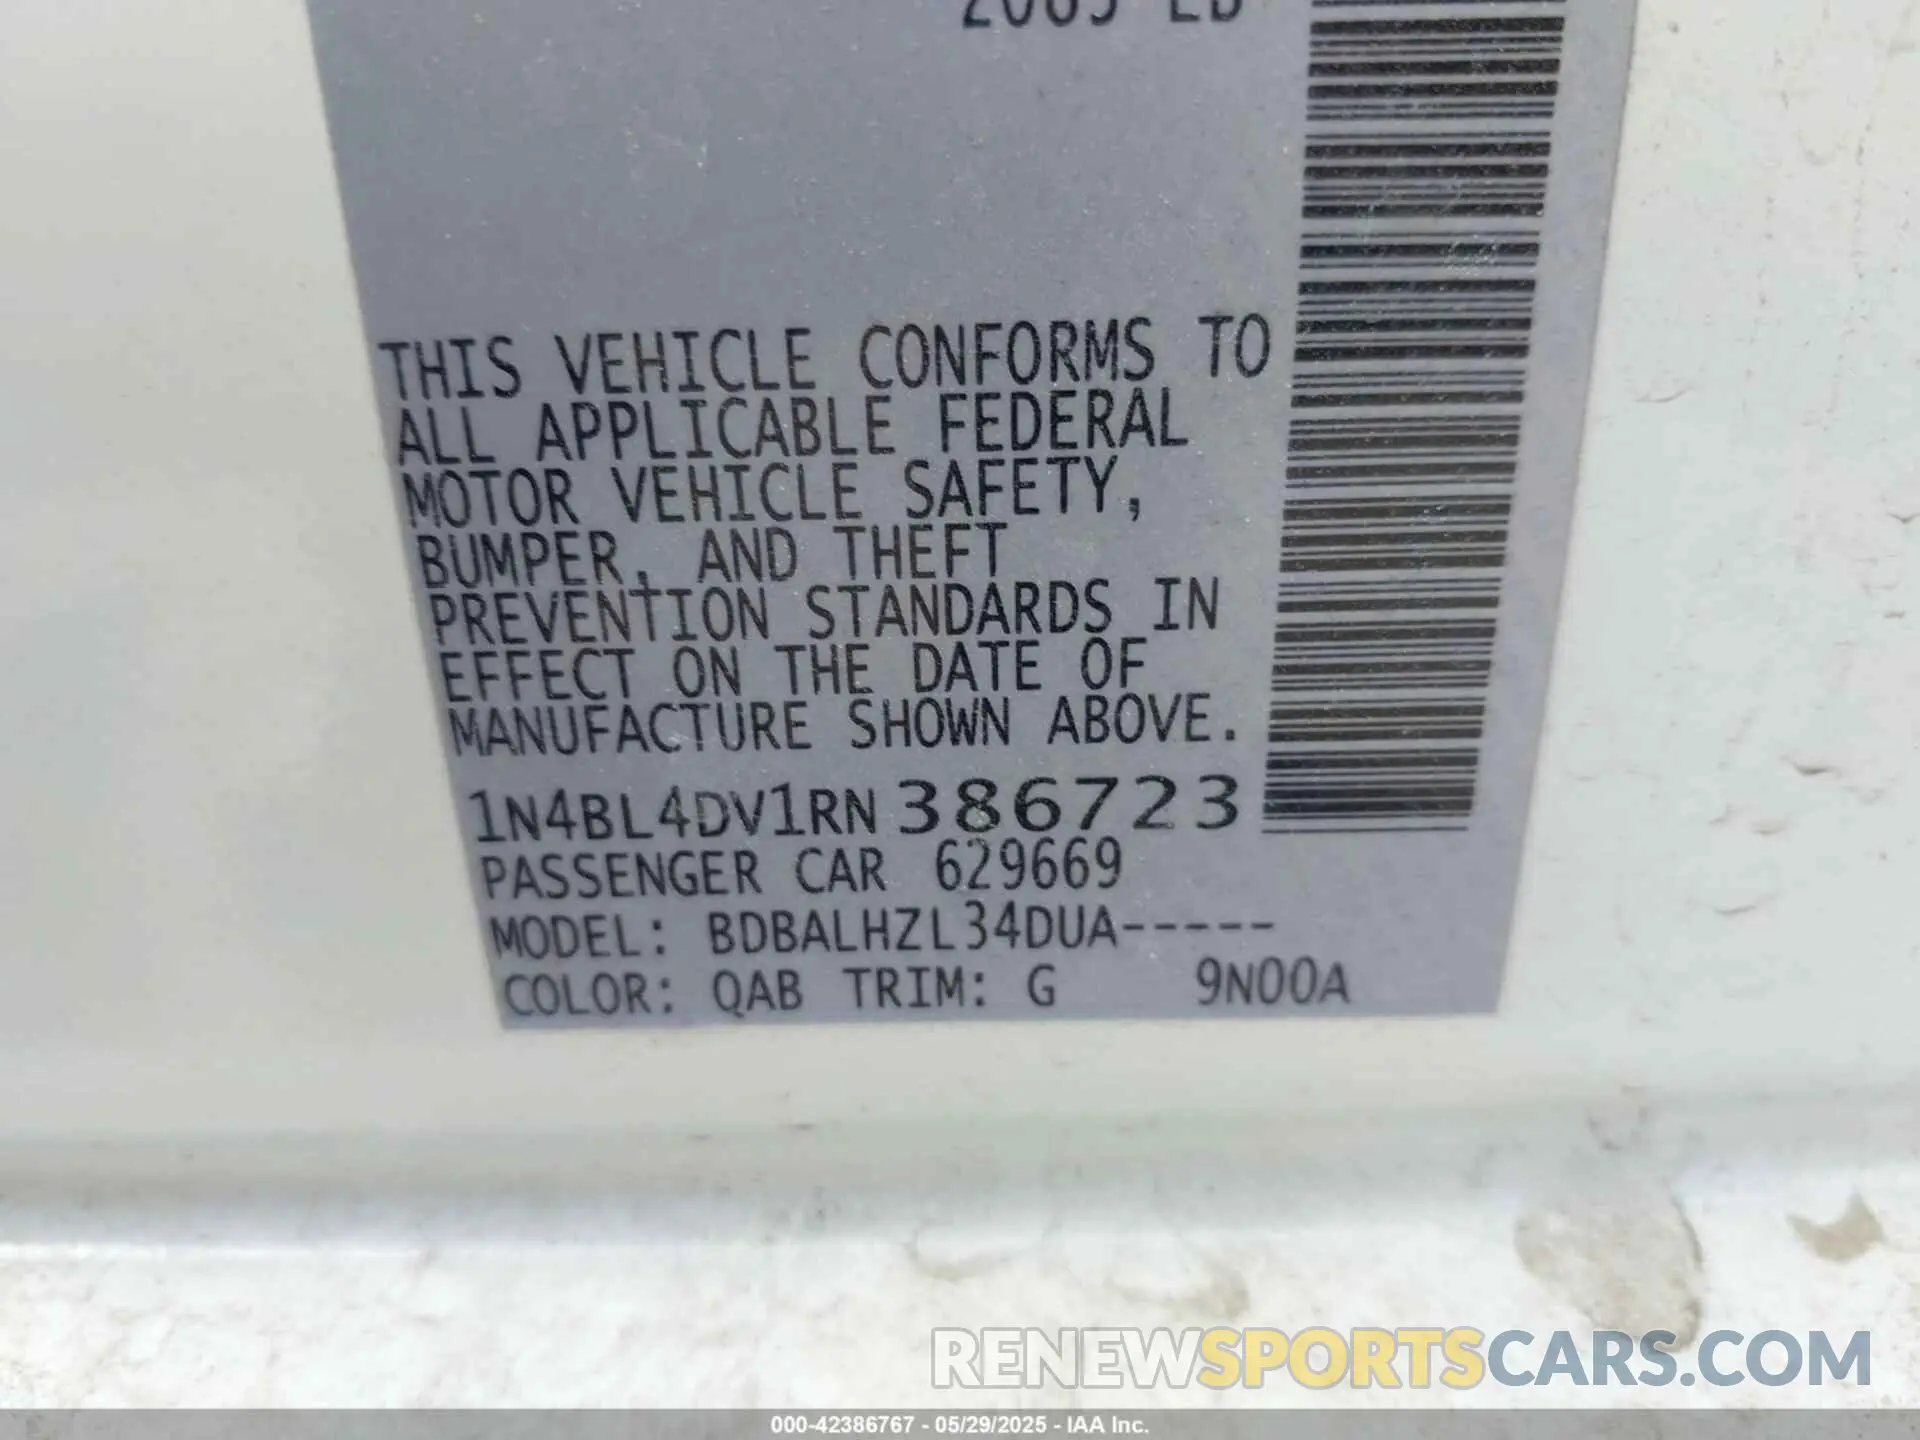 THIS VEHICLE CONFORMS TO
ALL APPLICABLE FEDERAL
MOTOR VEHICLE SAFETY,
BUMPER, AND THEFT
PREVENTION STANDARDS IN
EFFECT ON THE DATE OF
MANUFACTURE SHOWN ABOVE.
1N4BL4DV1RN 386723
PASSENGER CAR 629669
MODEL: BDBALHZL34DUA-----
COLOR: QAB TRIM: G 9N00A
RENEWSPORTSCARS.COM
000-42386767 - 05/29/2025 - IAA Inc.